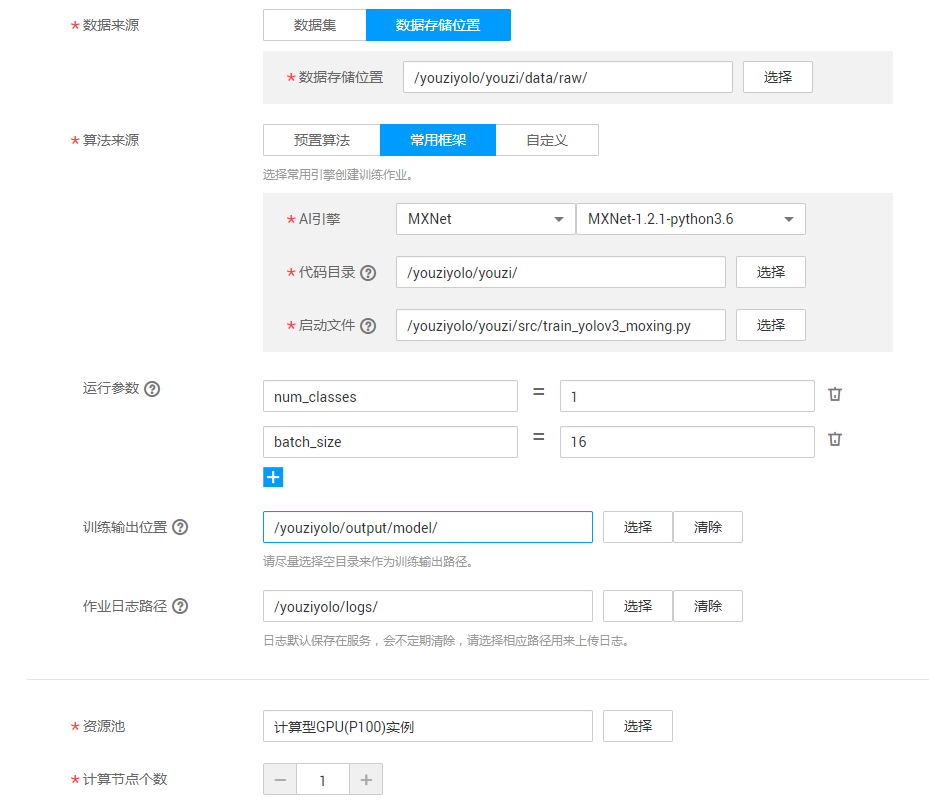 * 数据来源 数据集 数据存储位置
* 数据存储位置 /youziyolo/youzi/data/raw/ 选择
* 算法来源 预置算法 常用框架 自定义
选择常用引擎创建训练作业。
* AI引擎 MXNet MXNet-1.2.1-python3.6
* 代码目录 ? /youziyolo/youzi/ 选择
* 启动文件 ? /youziyolo/youzi/src/train_yolov3_moxing.py 选择
运行参数 ? num_classes = 1
batch_size = 16
+
训练输出位置 ? /youziyolo/output/model/ 选择 清除
请尽量选择空目录来作为训练输出路径。
作业日志路径 ? /youziyolo/logs/ 选择 清除
日志默认保存在服务，会不定期清除，请选择相应路径用来上传日志。
* 资源池 计算型GPU(P100)实例 选择
* 计算节点个数 − 1 +